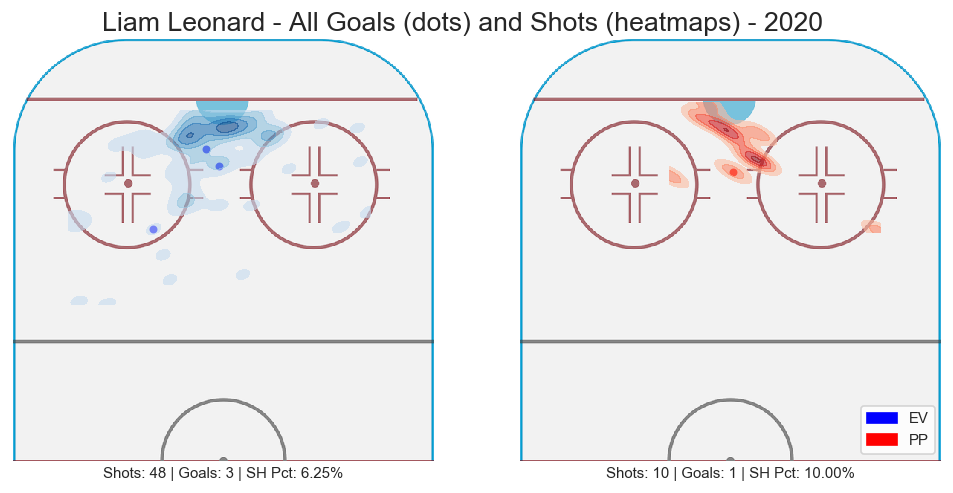 Liam Leonard - All Goals (dots) and Shots (heatmaps) - 2020
EV
PP
Shots: 48 | Goals: 3 | SH Pct: 6.25%
Shots: 10 | Goals: 1 | SH Pct: 10.00%